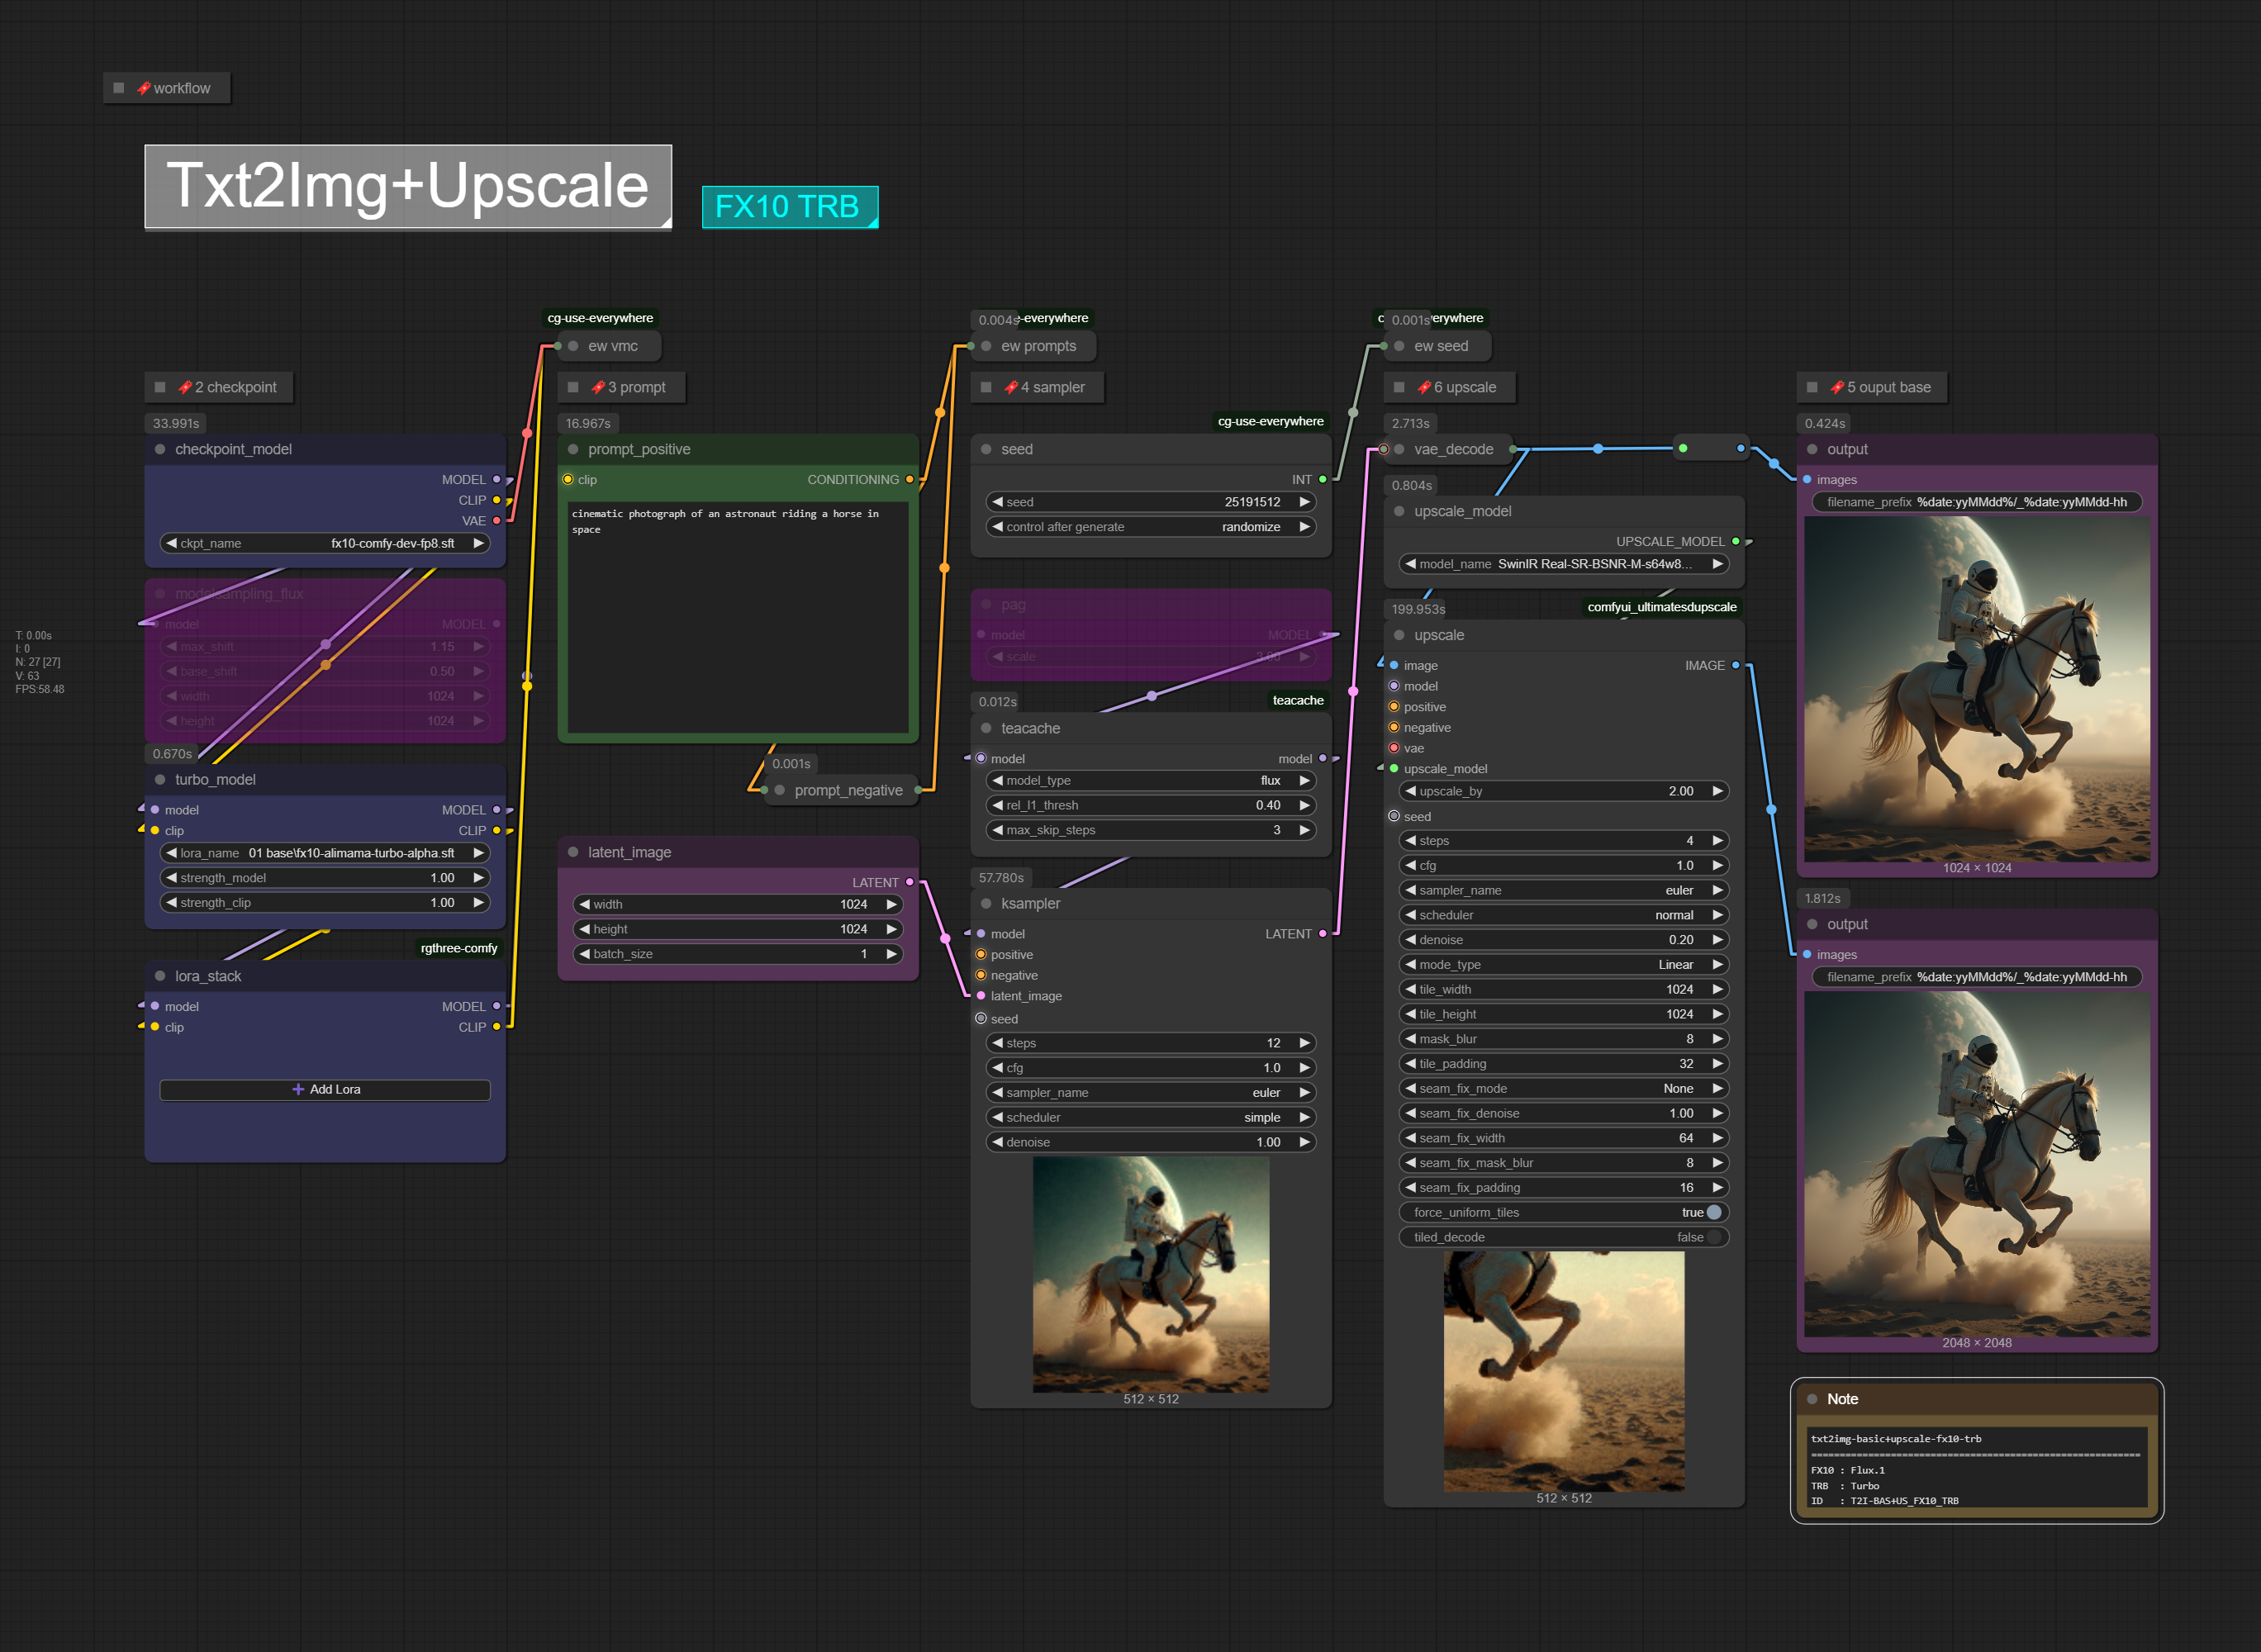 workflow
Txt2Img+Upscale
FX10 TRB
T: 0.00s
I: 0
N: 27 [27]
V: 63
FPS:58.48
2 checkpoint
33.991s
checkpoint_model
MODEL
CLIP
VAE
ckpt_name fx10-comfy-dev-fp8.sft
modelsampling_flux
model MODEL
max_shift 1.15
base_shift 0.50
width 1024
height 1024
0.670s
turbo_model
model MODEL
clip CLIP
lora_name 01 base\fx10-alimama-turbo-alpha.sft
strength_model 1.00
strength_clip 1.00
rgthree-comfy
lora_stack
model MODEL
clip CLIP
Add Lora
cg-use-everywhere
ew vmc
3 prompt
16.967s
prompt_positive
clip CONDITIONING
cinematic photograph of an astronaut riding a horse in
space
0.001s
prompt_negative
latent_image
LATENT
width 1024
height 1024
batch_size 1
0.004s -everywhere
ew prompts
4 sampler
cg-use-everywhere
seed
INT
seed 25191512
control after generate randomize
pag
model MODEL
scale 3.00
0.012s teacache
teacache
model model
model_type flux
rel_l1_thresh 0.40
max_skip_steps 3
57.780s
ksampler
model LATENT
positive
negative
latent_image
seed
steps 12
cfg 1.0
sampler_name euler
scheduler simple
denoise 1.00
512 × 512
c 0.001s erywhere
ew seed
6 upscale
2.713s
vae_decode
0.804s
upscale_model
UPSCALE_MODEL
model_name SwinIR Real-SR-BSNR-M-s64w8...
199.953s comfyui_ultimatesdupscale
upscale
image IMAGE
model
positive
negative
vae
upscale_model
upscale_by 2.00
seed
steps 4
cfg 1.0
sampler_name euler
scheduler normal
denoise 0.20
mode_type Linear
tile_width 1024
tile_height 1024
mask_blur 8
tile_padding 32
seam_fix_mode None
seam_fix_denoise 1.00
seam_fix_width 64
seam_fix_mask_blur 8
seam_fix_padding 16
force_uniform_tiles true
tiled_decode false
512 × 512
5 ouput base
0.424s
output
images
filename_prefix %date:yyMMdd%/_%date:yyMMdd-hh
1024 × 1024
1.812s
output
images
filename_prefix %date:yyMMdd%/_%date:yyMMdd-hh
2048 × 2048
Note
txt2img-basic+upscale-fx10-trb
FX10 : Flux.1
TRB : Turbo
ID : T2I-BAS+US_FX10_TRB